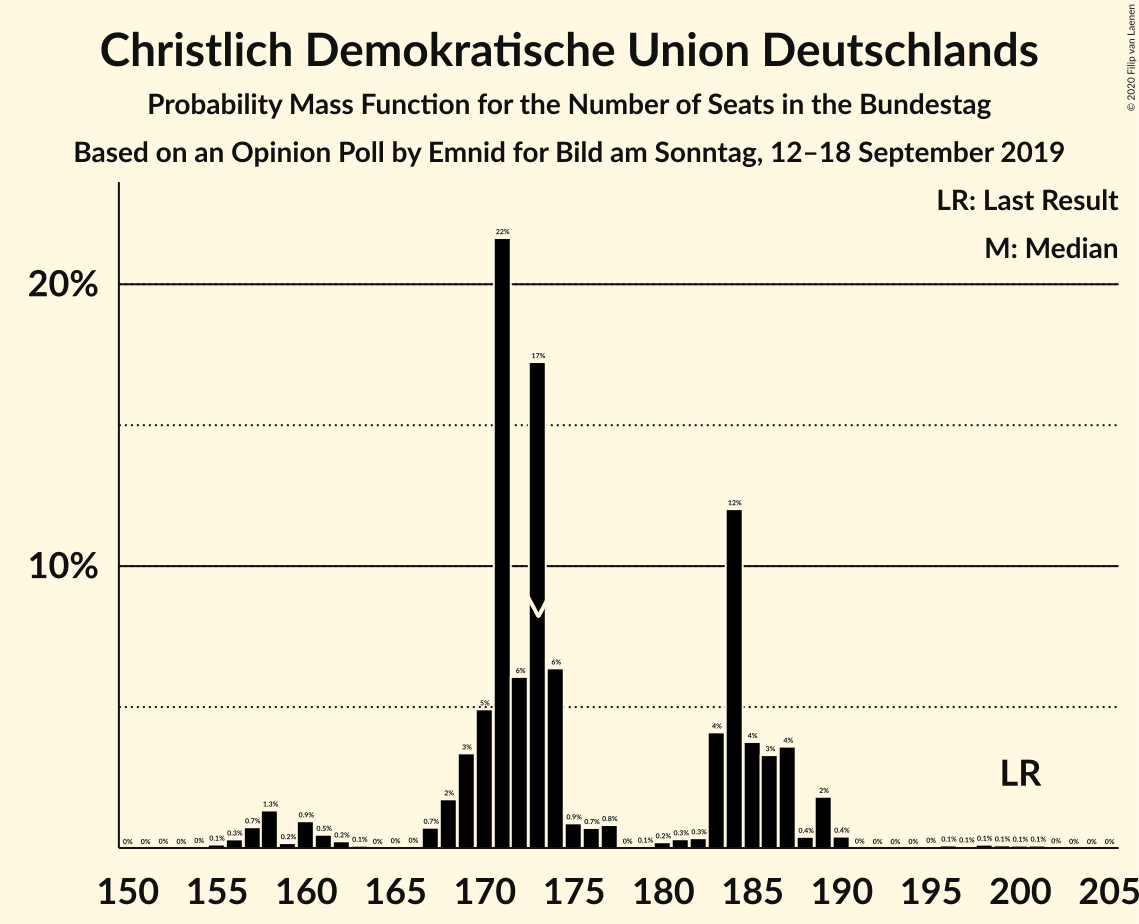 Christlich Demokratische Union Deutschlands
Probability Mass Function for the Number of Seats in the Bundestag
Based on an Opinion Poll by Emnid for Bild am Sonntag, 12–18 September 2019
© 2020 Filip van Laenen
LR: Last Result
M: Median
20%
10%
0% 0% 0% 0% 0% 0.1% 0.3% 0.7% 1.3% 0.2% 0.9% 0.5% 0.2% 0.1% 0% 0% 0% 0.7% 2% 3% 5% 22% 6% 17% 6% 0.9% 0.7% 0.8% 0% 0.1% 0.2% 0.3% 0.3% 4% 12% 4% 3% 4% 0.4% 2% 0.4% 0% 0% 0% 0% 0% 0.1% 0.1% 0.1% 0.1% 0.1% 0.1% 0% 0% 0% 0%
LR
150 155 160 165 170 175 180 185 190 195 200 205